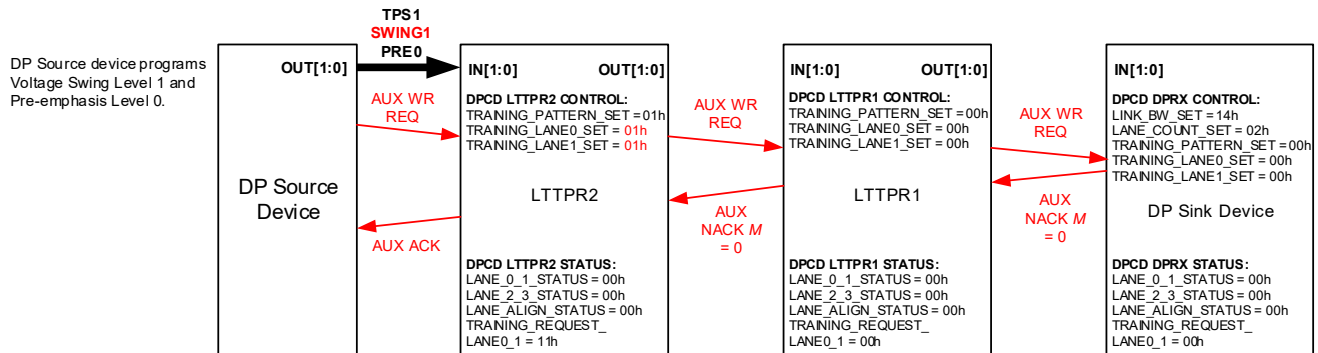 DP Source device programs
Voltage Swing Level 1 and
Pre-emphasis Level 0.
TPS1
SWING1
PRE0
OUT[1:0]
AUX WR
REQ
DP Source
Device
AUX ACK
IN[1:0] OUT[1:0]
DPCD LTTPR2 CONTROL:
TRAINING_PATTERN_SET = 01h
TRAINING_LANE0_SET = 01h
TRAINING_LANE1_SET = 01h
LTTPR2
DPCD LTTPR2 STATUS:
LANE_0_1_STATUS = 00h
LANE_2_3_STATUS = 00h
LANE_ALIGN_STATUS = 00h
TRAINING_REQUEST_
LANE0_1 = 11h
AUX WR
REQ
AUX
NACK M
= 0
IN[1:0] OUT[1:0]
DPCD LTTPR1 CONTROL:
TRAINING_PATTERN_SET = 00h
TRAINING_LANE0_SET = 00h
TRAINING_LANE1_SET = 00h
LTTPR1
DPCD LTTPR1 STATUS:
LANE_0_1_STATUS = 00h
LANE_2_3_STATUS = 00h
LANE_ALIGN_STATUS = 00h
TRAINING_REQUEST_
LANE0_1 = 00h
AUX WR
REQ
AUX
NACK M
= 0
IN[1:0]
DPCD DPRX CONTROL:
LINK_BW_SET = 14h
LANE_COUNT_SET = 02h
TRAINING_PATTERN_SET = 00h
TRAINING_LANE0_SET = 00h
TRAINING_LANE1_SET = 00h
DP Sink Device
DPCD DPRX STATUS:
LANE_0_1_STATUS = 00h
LANE_2_3_STATUS = 00h
LANE_ALIGN_STATUS = 00h
TRAINING_REQUEST_
LANE0_1 = 00h